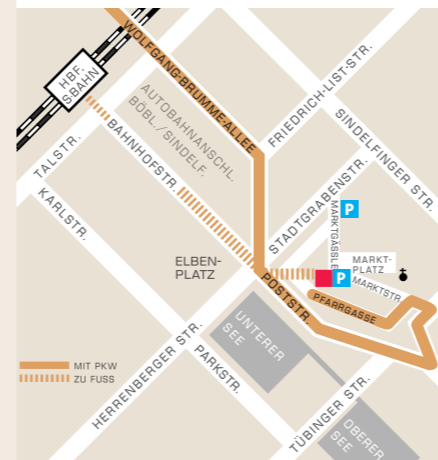 WOLFGANG-BRUMME-ALLEE
HBF.
S-BAHN
AUTOBAHNANSCHL.
BÖBL./SINDELF.
FRIEDRICH-LIST-STR.
SINDELFINGER STR.
TALSTR.
BAHNHOFSTR.
KARLSTR.
STADTGRABENSTR.
MARKTGÄSSLE
P
ELBEN-
PLATZ
MARKT-
PLATZ
P
MARKTSTR.
POSTSTR.
PFARRGASSE
UNTERER
SEE
HERRENBERGER STR.
PARKSTR.
MIT PKW
ZU FUSS
TÜBINGER STR.
OBERER
SEE